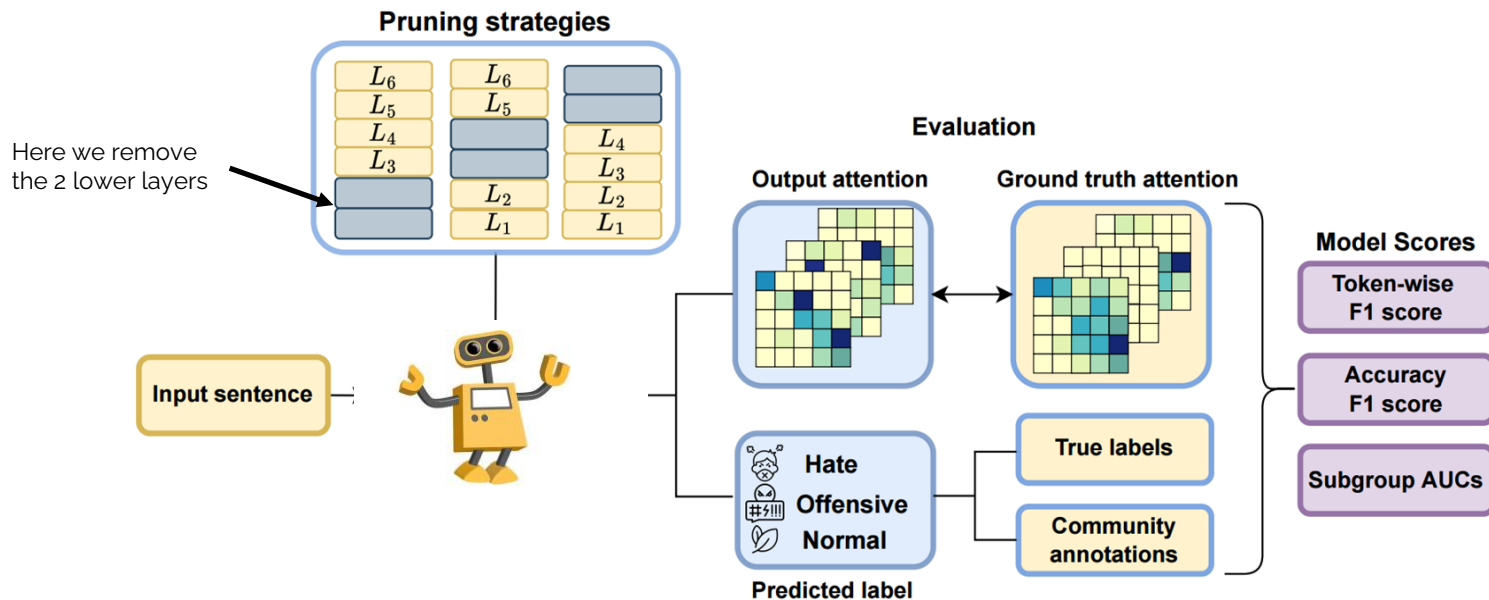 Pruning strategies
L6
L5
L4
L3
L6
L5
L2
L1
L4
L3
L2
L1
Here we remove
the 2 lower layers
Evaluation
Output attention
Ground truth attention
Input sentence
Hate
#$!!!
Offensive
Normal
Predicted label
True labels
Community
annotations
Model Scores
Token-wise
F1 score
Accuracy
F1 score
Subgroup AUCs